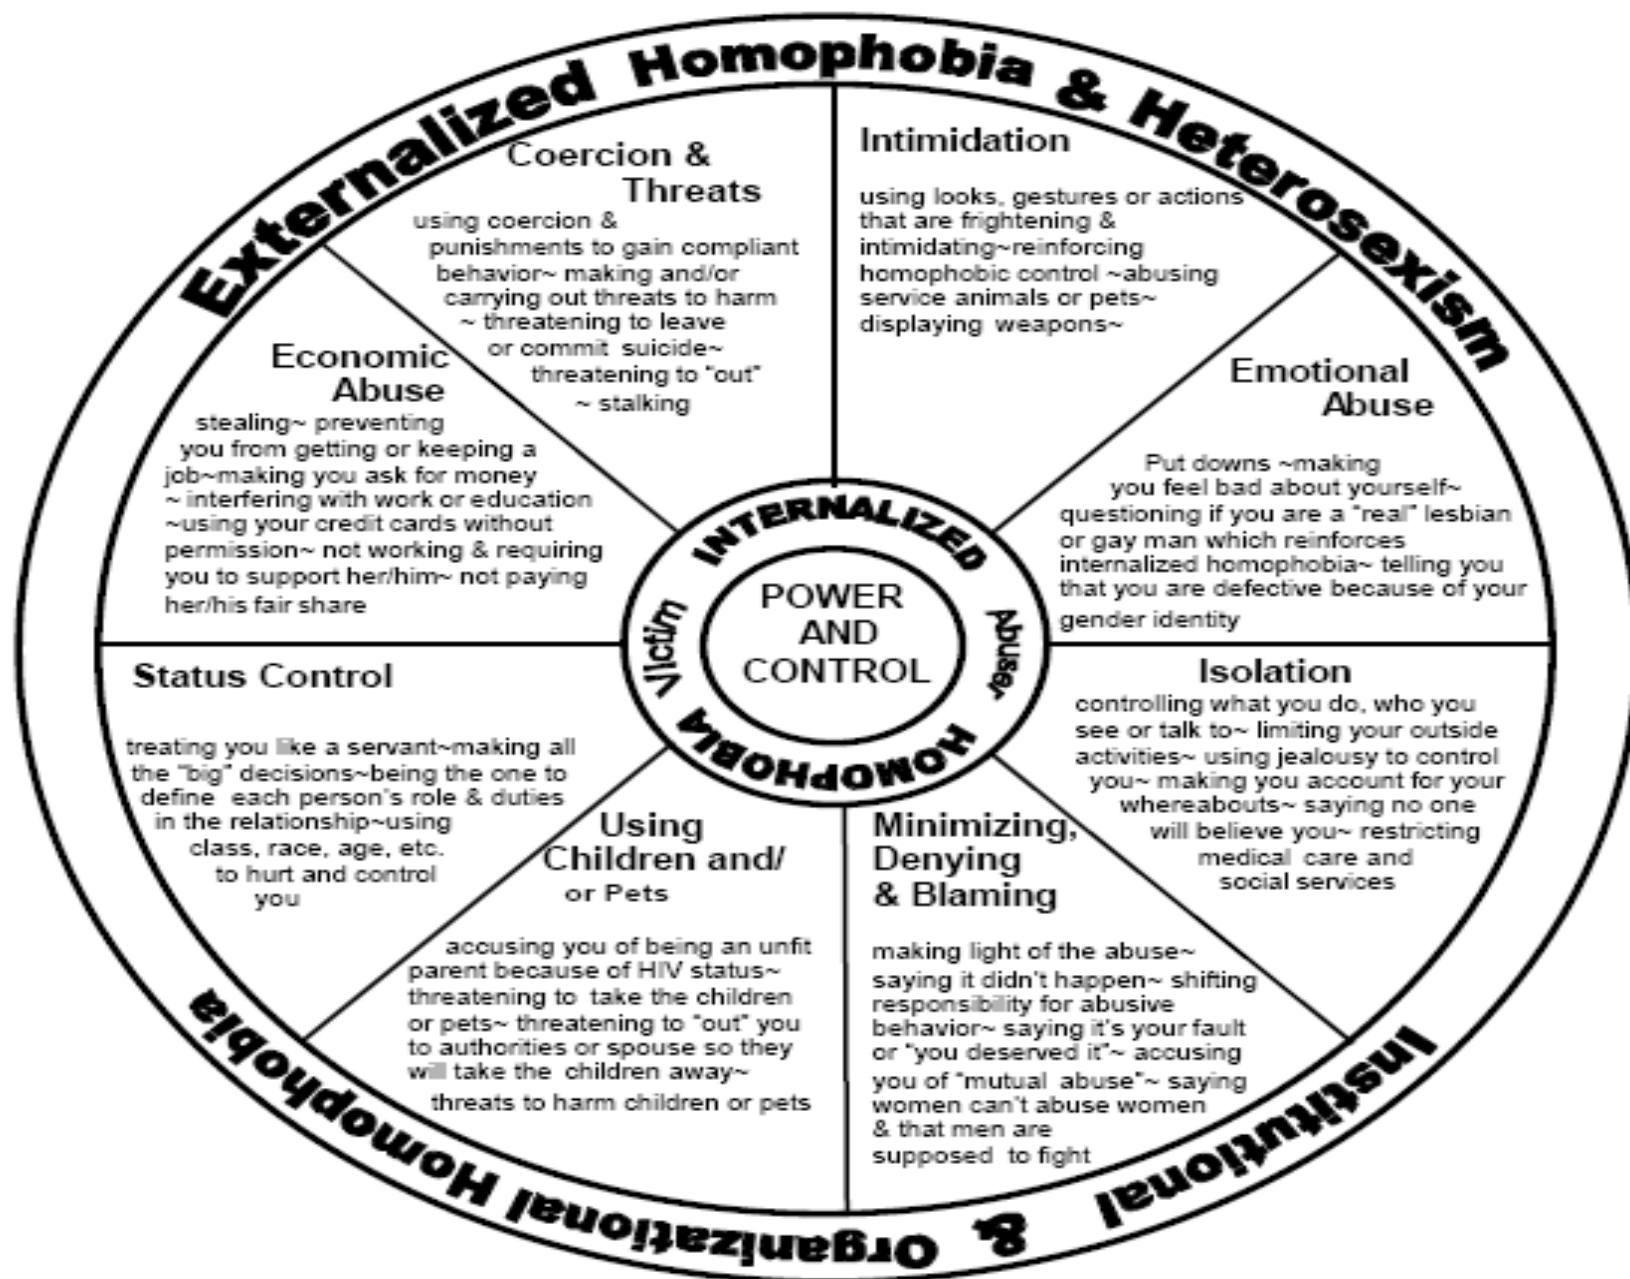 Externalized Homophobia & Heterosexism
Coercion &
Threats
using coercion &
punishments to gain compliant
behavior~ making and/or
carrying out threats to harm
~ threatening to leave
or commit suicide~
threatening to "out"
~ stalking
Intimidation
using looks, gestures or actions
that are frightening &
intimidating~reinforcing
homophobic control ~abusing
service animals or pets~
displaying weapons~
Economic
Abuse
stealing~ preventing
you from getting or keeping a
job~making you ask for money
~ interfering with work or education
~using your credit cards without
permission~ not working & requiring
you to support her/him~ not paying
her/his fair share
Emotional
Abuse
Put downs ~making
you feel bad about yourself~
questioning if you are a "real" lesbian
or gay man which reinforces
internalized homophobia~ telling you
that you are defective because of your
gender identity
INTERNALIZED
Victim
POWER
AND
CONTROL
Abuser
HOMOPHOBIA
Status Control
treating you like a servant~making all
the "big" decisions~being the one to
define each person's role & duties
in the relationship~using
class, race, age, etc.
to hurt and control
you
Isolation
controlling what you do, who you
see or talk to~ limiting your outside
activities~ using jealousy to control
you~ making you account for your
whereabouts~ saying no one
will believe you~ restricting
medical care and
social services
Using
Children and/
or Pets
accusing you of being an unfit
parent because of HIV status~
threatening to take the children
or pets~ threatening to "out" you
to authorities or spouse so they
will take the children away~
threats to harm children or pets
Minimizing,
Denying
& Blaming
making light of the abuse~
saying it didn't happen~ shifting
responsibility for abusive
behavior~ saying it's your fault
or "you deserved it"~ accusing
you of "mutual abuse"~ saying
women can't abuse women
& that men are
supposed to fight
Institutional & Organizational Homophobia